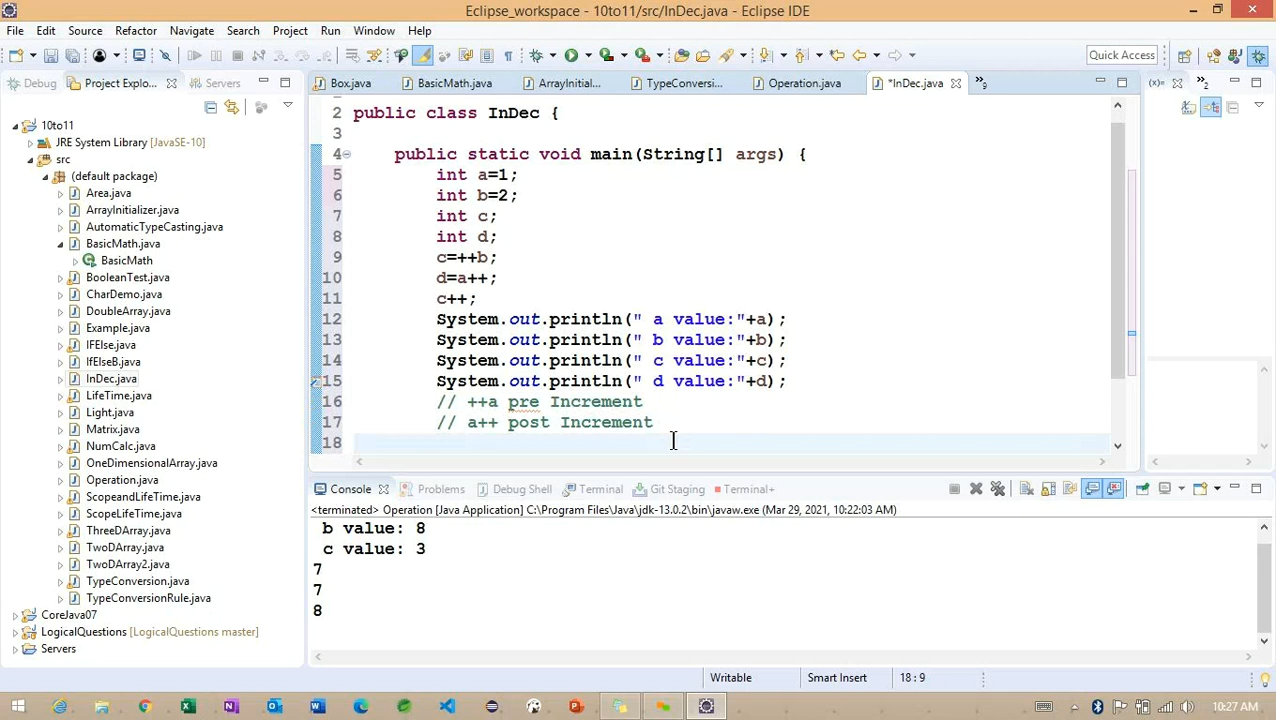 Eclipse_workspace - 10to11/src/InDec.java - Eclipse IDE
File Edit Source Refactor Navigate Search Project Run Window Help
Quick Access
Debug Project Explo... Servers
Box.java BasicMath.java ArrayInitial... TypeConversi... Operation.java *InDec.java »9
(x)= »2
10to11
JRE System Library [JavaSE-10]
src
(default package)
Area.java
ArrayInitializer.java
AutomaticTypeCasting.java
BasicMath.java
BasicMath
BooleanTest.java
CharDemo.java
DoubleArray.java
Example.java
IFElse.java
IfElseB.java
InDec.java
LifeTime.java
Light.java
Matrix.java
NumCalc.java
OneDimensionalArray.java
Operation.java
ScopeandLifeTime.java
ScopeLifeTime.java
ThreeDArray.java
TwoDArray.java
TwoDArray2.java
TypeConversion.java
TypeConversionRule.java
CoreJava07
LogicalQuestions [LogicalQuestions master]
Servers
2 public class InDec {
3
4 public static void main(String[] args) {
5 int a=1;
6 int b=2;
7 int c;
8 int d;
9 c=++b;
10 d=a++;
11 c++;
12 System.out.println(" a value:"+a);
13 System.out.println(" b value:"+b);
14 System.out.println(" c value:"+c);
15 System.out.println(" d value:"+d);
16 // ++a pre Increment
17 // a++ post Increment
18
Console Problems Debug Shell Terminal Git Staging Terminal+
<terminated> Operation [Java Application] C:\Program Files\Java\jdk-13.0.2\bin\javaw.exe (Mar 29, 2021, 10:22:03 AM)
b value: 8
c value: 3
7
7
8
Writable Smart Insert 18 : 9
10:27 AM